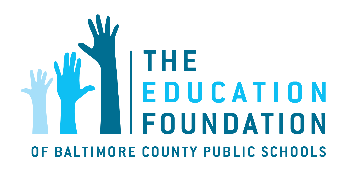 THE
EDUCATION
FOUNDATION
OF BALTIMORE COUNTY PUBLIC SCHOOLS